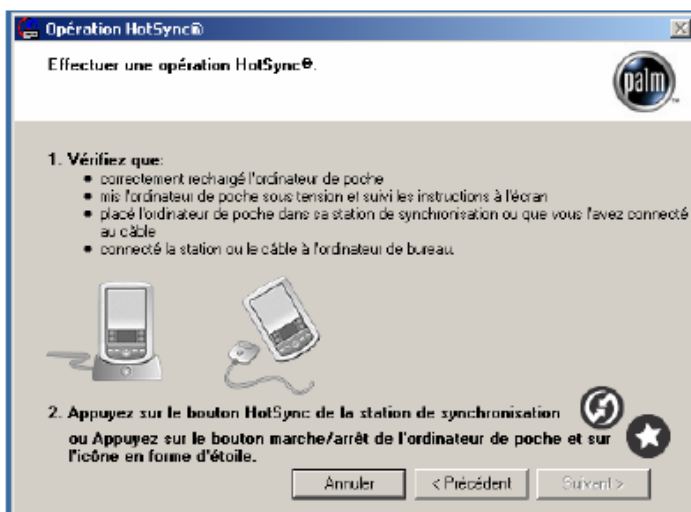 Opération HotSync®
Effectuer une opération HotSync®.
palm
1. Vérifiez que:
• correctement rechargé l'ordinateur de poche
• mis l'ordinateur de poche sous tension et suivi les instructions à l'écran
• placé l'ordinateur de poche dans sa station de synchronisation ou que vous l'avez connecté
au câble
• connecté la station ou le câble à l'ordinateur de bureau.
2. Appuyez sur le bouton HotSync de la station de synchronisation
ou Appuyez sur le bouton marche/arrêt de l'ordinateur de poche et sur
l'icône en forme d'étoile.
Annuler
< Précédent
Suivant >